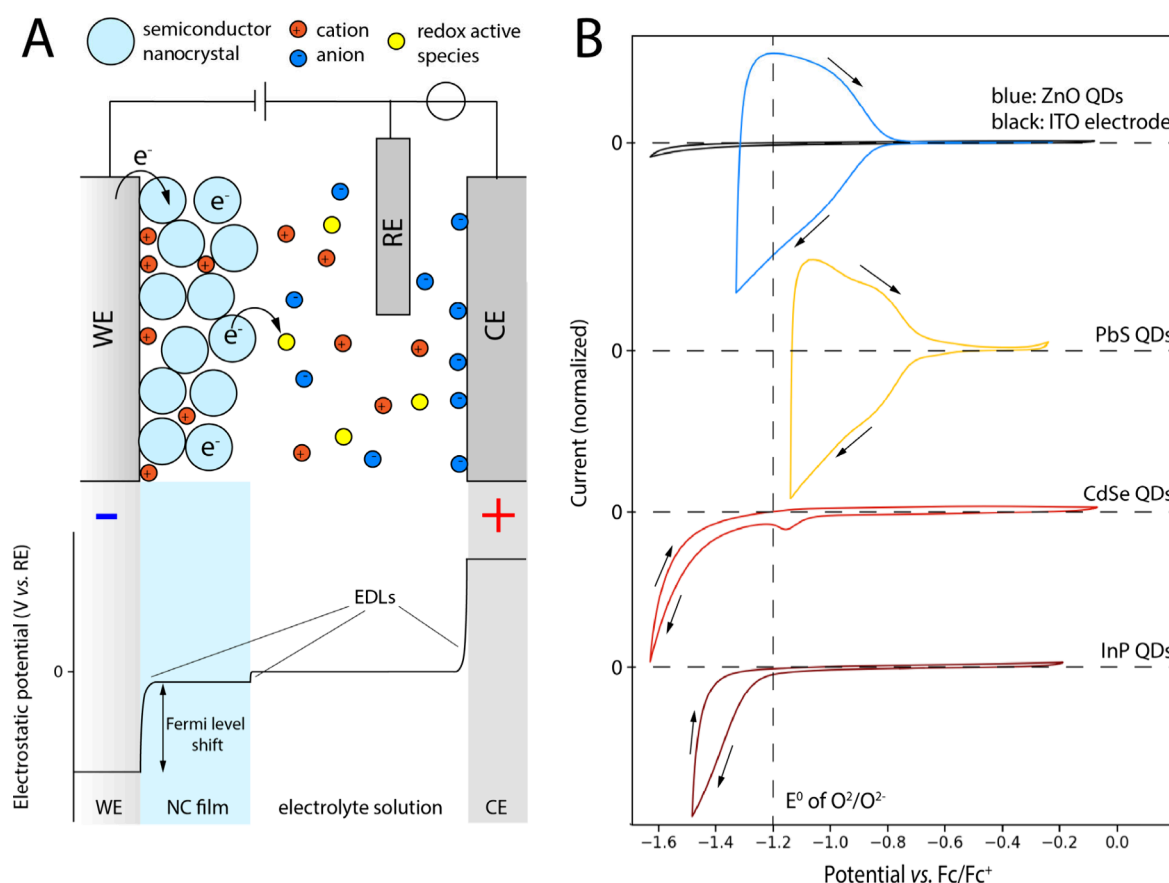 A
semiconductor
nanocrystal
+ cation
- anion
redox active
species
e⁻
e⁻
e⁻
e⁻
WE
RE
CE
-
+
EDLs
0
Fermi level
shift
Electrostatic potential (V vs. RE)
WE
NC film
electrolyte solution
CE
B
blue: ZnO QDs
black: ITO electrode
0
PbS QDs
0
CdSe QDs
0
InP QDs
0
Current (normalized)
E⁰ of O²/O²⁻
−1.6 −1.4 −1.2 −1.0 −0.8 −0.6 −0.4 −0.2 0.0
Potential vs. Fc/Fc⁺